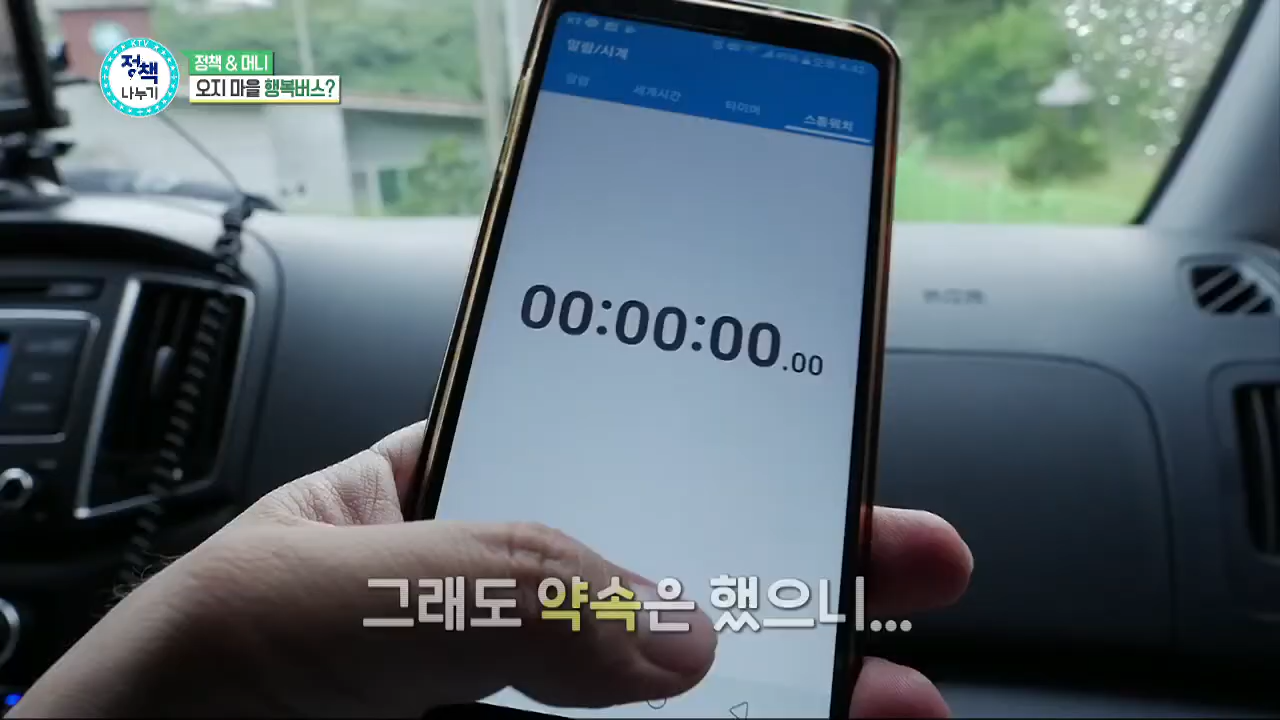 KTV
정책
나누기
정책 & 머니
오지 마을 행복버스?
알람/시계
알람
세계시간
타이머
스톱워치
00:00:00.00
그래도 약속은 했으니...